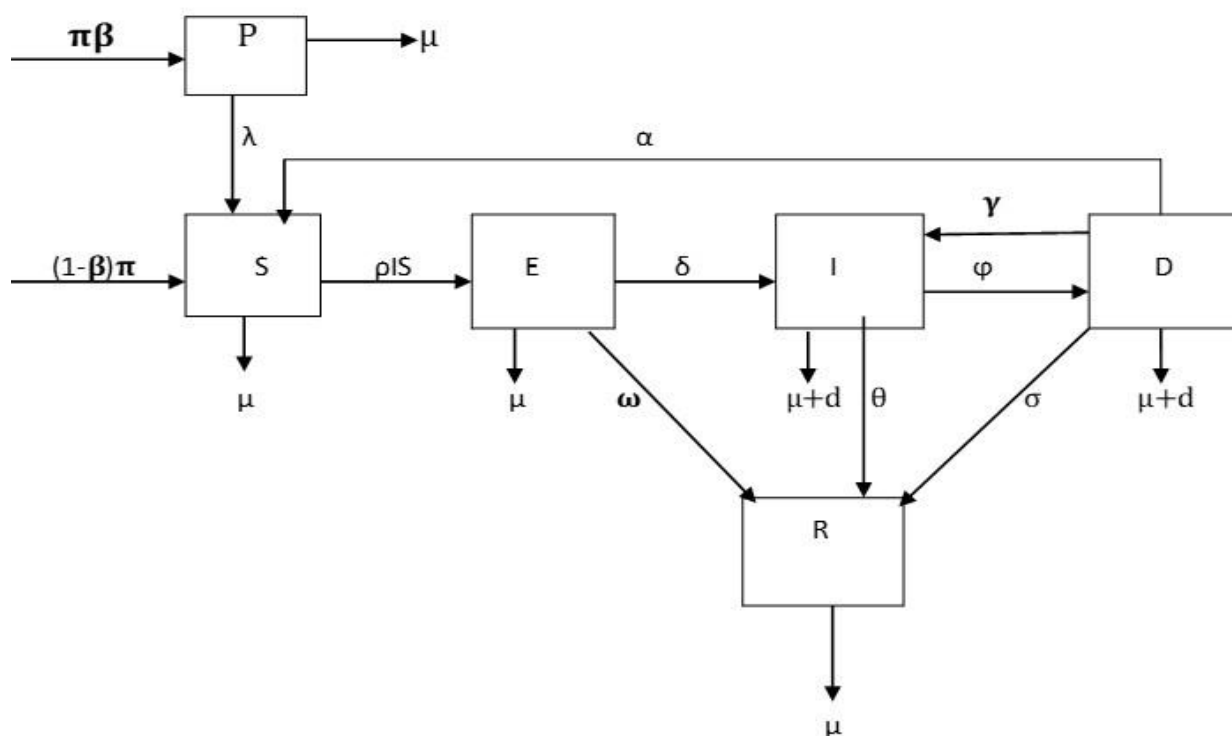 πβ
P
μ
λ
α
(1-β)π
S
ρIS
E
δ
I
γ
φ
D
μ
μ
ω
μ+d
θ
σ
μ+d
R
μ